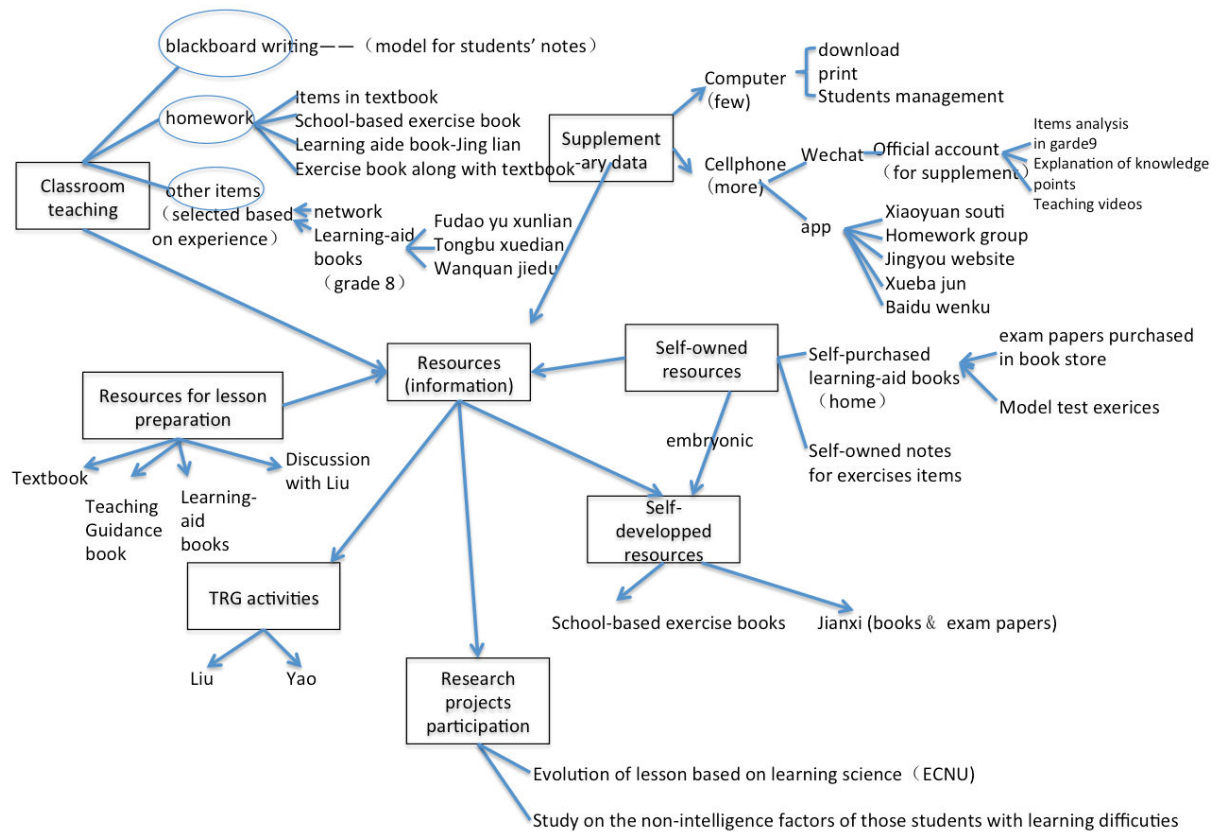 blackboard writing——（model for students’ notes）
homework
Items in textbook
School-based exercise book
Learning aide book-Jing lian
Exercise book along with textbook
Classroom
teaching
other items
（selected based
on experience）
network
Learning-aid
books
（grade 8）
Fudao yu xunlian
Tongbu xuedian
Wanquan jiedu
Supplement
-ary data
Computer
（few）
download
print
Students management
Cellphone
（more）
Wechat
Official account
（for supplement）
Items analysis
in garde9
Explanation of knowledge
points
Teaching videos
app
Xiaoyuan souti
Homework group
Jingyou website
Xueba jun
Baidu wenku
Resources
(information)
Self-owned
resources
Self-purchased
learning-aid books
（home）
exam papers purchased
in book store
Model test exerices
Self-owned notes
for exercises items
embryonic
Resources for lesson
preparation
Textbook
Teaching
Guidance
book
Learning-
aid
books
Discussion
with Liu
Self-
developped
resources
School-based exercise books
Jianxi (books & exam papers)
TRG activities
Liu
Yao
Research
projects
participation
Evolution of lesson based on learning science（ECNU)
Study on the non-intelligence factors of those students with learning difficuties